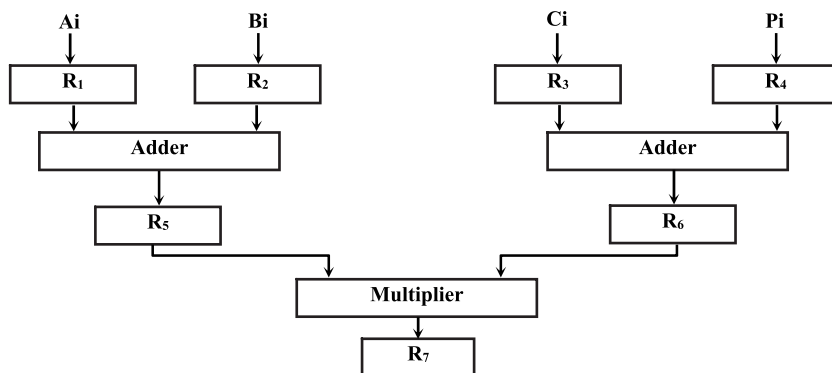 Ai Bi Ci Pi
R₁ R₂ R₃ R₄
Adder Adder
R₅ R₆
Multiplier
R₇